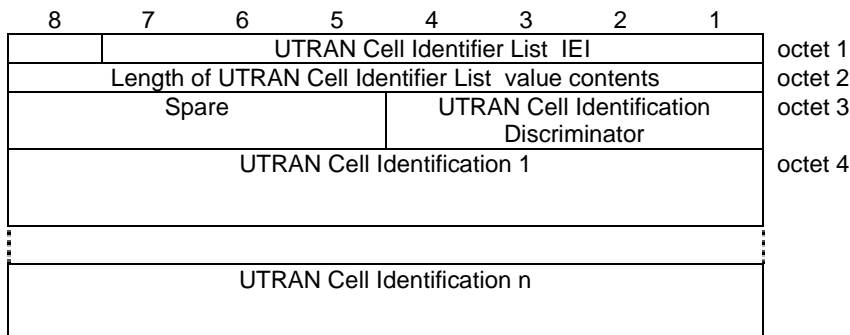 8 7 6 5 4 3 2 1
UTRAN Cell Identifier List IEI octet 1
Length of UTRAN Cell Identifier List value contents octet 2
Spare UTRAN Cell Identification octet 3
Discriminator
UTRAN Cell Identification 1 octet 4
UTRAN Cell Identification n